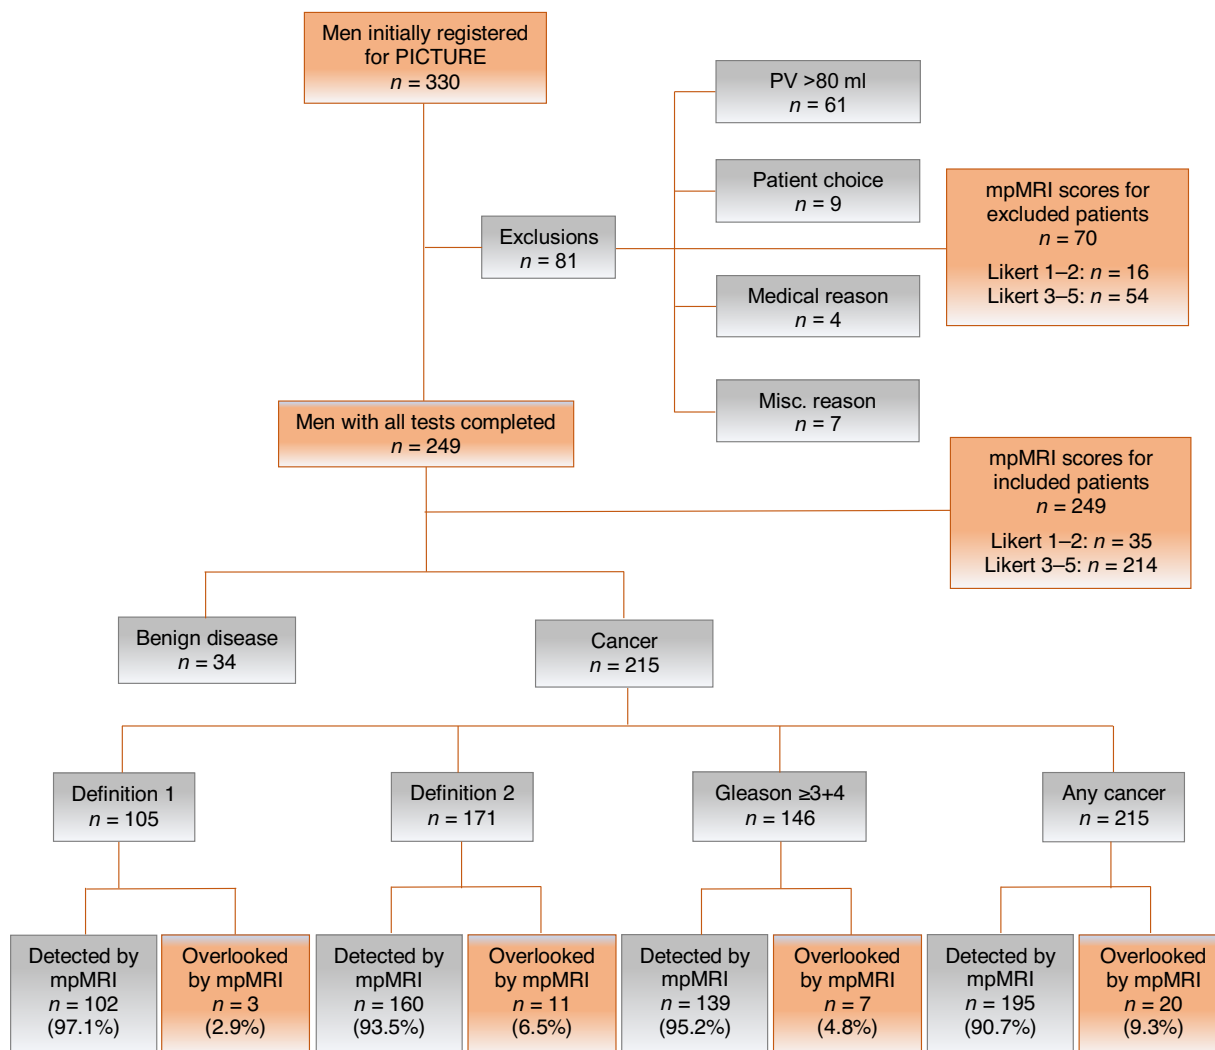 Men initially registered
for PICTURE
n = 330
PV >80 ml
n = 61
Patient choice
n = 9
Exclusions
n = 81
mpMRI scores for
excluded patients
n = 70
Likert 1–2: n = 16
Likert 3–5: n = 54
Medical reason
n = 4
Misc. reason
n = 7
Men with all tests completed
n = 249
mpMRI scores for
included patients
n = 249
Likert 1–2: n = 35
Likert 3–5: n = 214
Benign disease
n = 34
Cancer
n = 215
Definition 1
n = 105
Definition 2
n = 171
Gleason ≥3+4
n = 146
Any cancer
n = 215
Detected by
mpMRI
n = 102
(97.1%)
Overlooked
by mpMRI
n = 3
(2.9%)
Detected by
mpMRI
n = 160
(93.5%)
Overlooked
by mpMRI
n = 11
(6.5%)
Detected by
mpMRI
n = 139
(95.2%)
Overlooked
by mpMRI
n = 7
(4.8%)
Detected by
mpMRI
n = 195
(90.7%)
Overlooked
by mpMRI
n = 20
(9.3%)